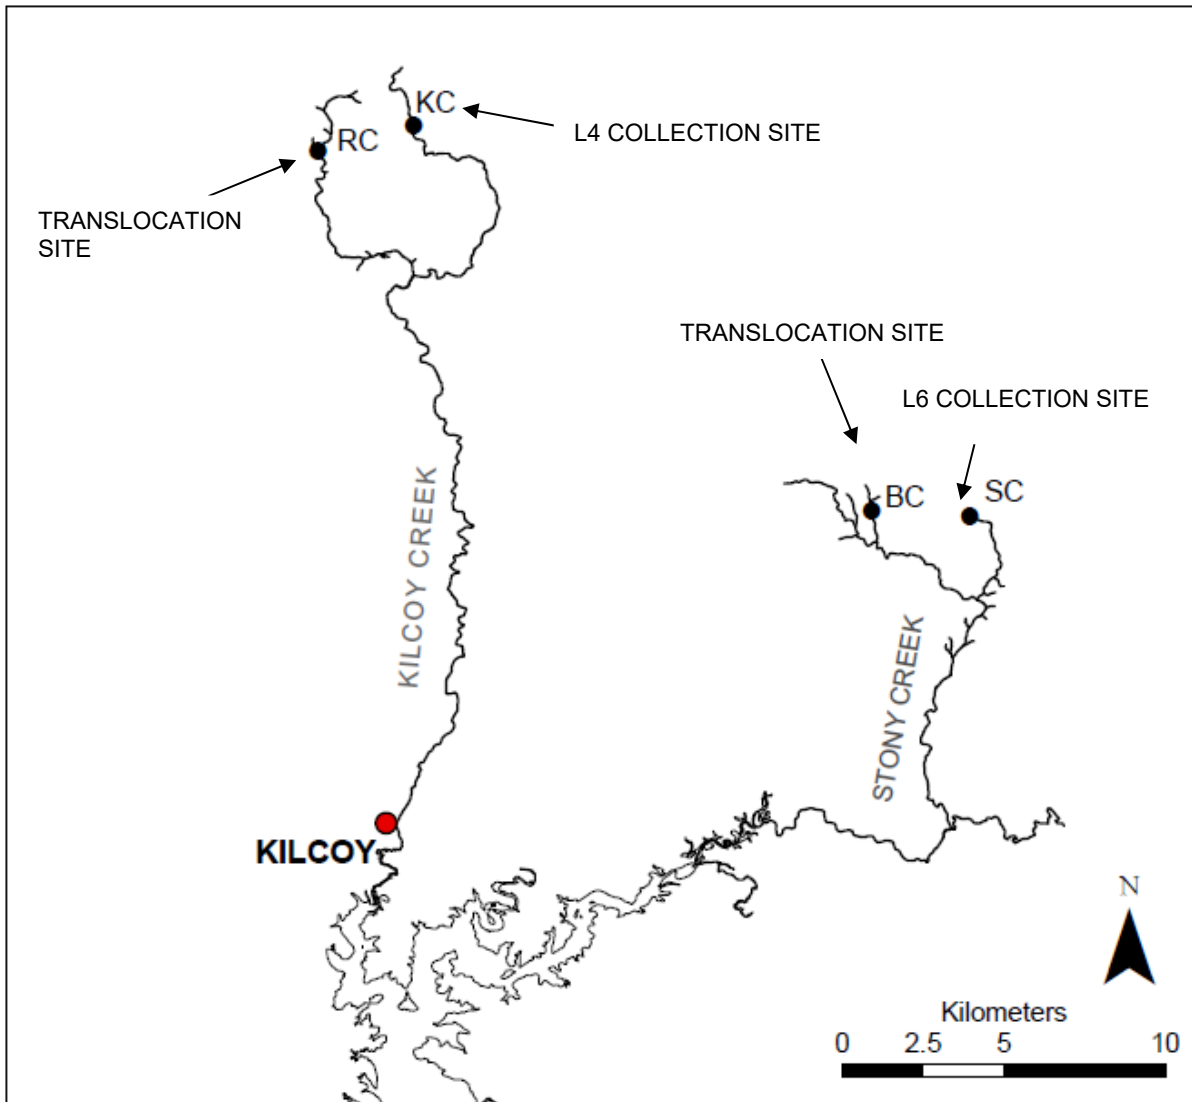 KC
L4 COLLECTION SITE
RC
TRANSLOCATION
SITE
TRANSLOCATION SITE
L6 COLLECTION SITE
BC
SC
KILCOY CREEK
STONY CREEK
KILCOY
N
Kilometers
0 2.5 5 10